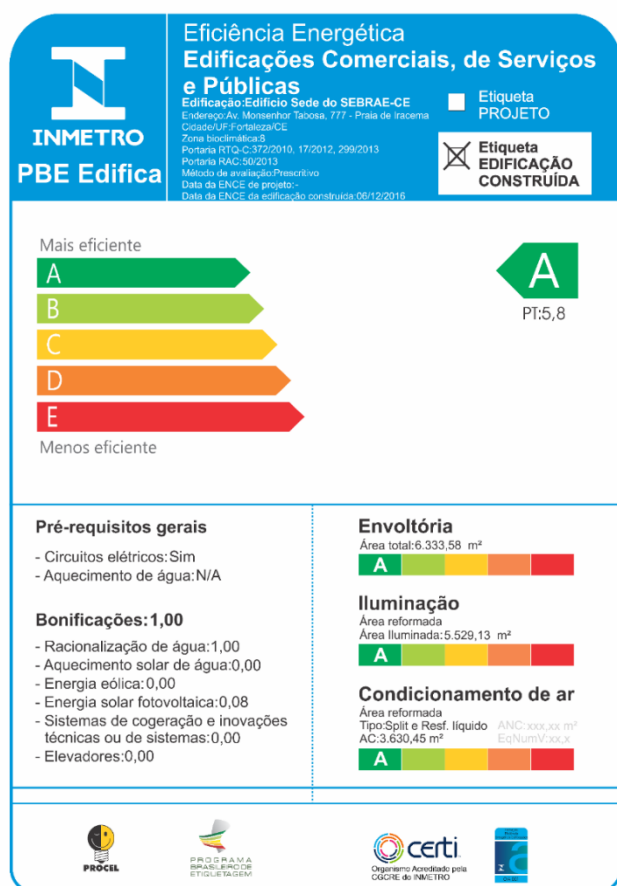 INMETRO
PBE Edifica
Eficiência Energética
Edificações Comerciais, de Serviços
e Públicas
Edificação:Edifício Sede do SEBRAE-CE
Endereço:Av. Monsenhor Tabosa, 777 - Praia de Iracema
Cidade/UF:Fortaleza/CE
Zona bioclimática:8
Portaria RTQ-C:372/2010, 17/2012, 299/2013
Portaria RAC:50/2013
Método de avaliação:Prescritivo
Data da ENCE de projeto:-
Data da ENCE da edificação construída:06/12/2016
Etiqueta
PROJETO
Etiqueta
EDIFICAÇÃO
CONSTRUÍDA
Mais eficiente
A
B
C
D
E
Menos eficiente
A
PT:5,8
Pré-requisitos gerais
- Circuitos elétricos:Sim
- Aquecimento de água:N/A
Bonificações:1,00
- Racionalização de água:1,00
- Aquecimento solar de água:0,00
- Energia eólica:0,00
- Energia solar fotovoltaica:0,08
- Sistemas de cogeração e inovações
técnicas ou de sistemas:0,00
- Elevadores:0,00
Envoltória
Área total:6.333,58 m²
A
Iluminação
Área reformada
Área Iluminada:5.529,13 m²
A
Condicionamento de ar
Área reformada
Tipo:Split e Resf. líquido ANC:xxx,xx m²
AC:3.630,45 m² EqNumV:xx,x
A
PROCEL
PROGRAMA
BRASILEIRO DE
ETIQUETAGEM
certi
Organismo Acreditado pela
CGCRE do INMETRO